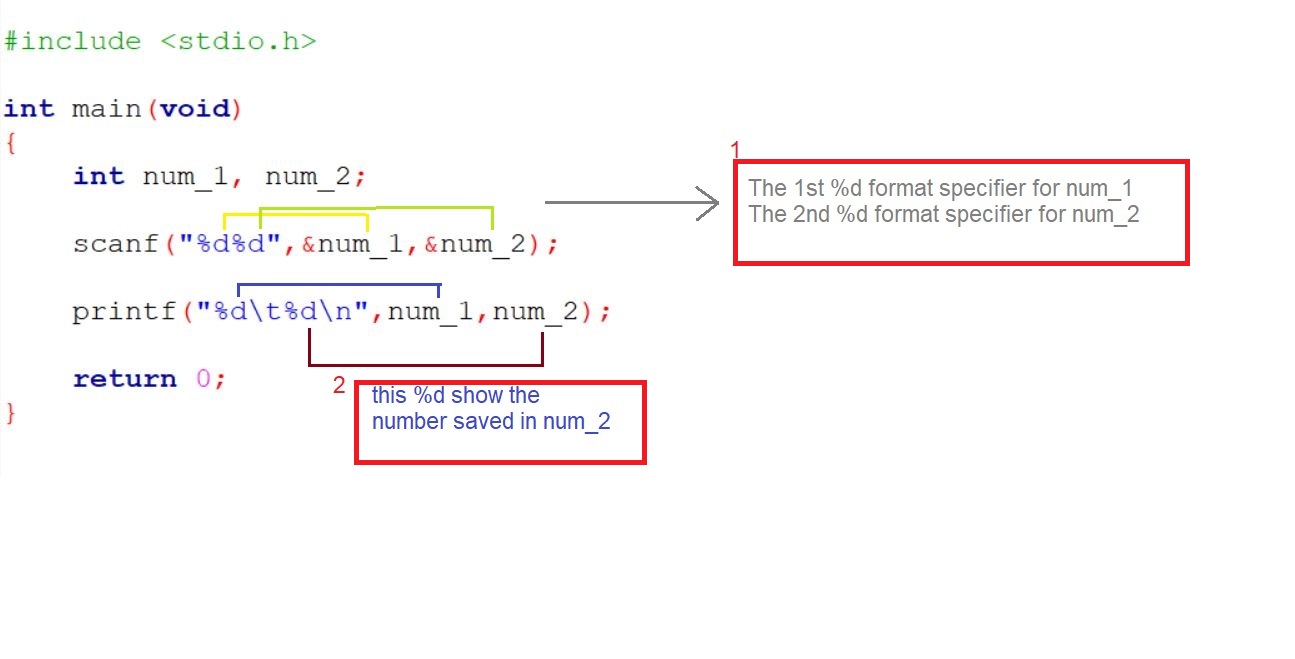 #include <stdio.h>
int main(void)
{
int num_1, num_2;
scanf("%d%d",&num_1,&num_2);
printf("%d\t%d\n",num_1,num_2);
return 0;
}
1
The 1st %d format specifier for num_1
The 2nd %d format specifier for num_2
2
this %d show the
number saved in num_2